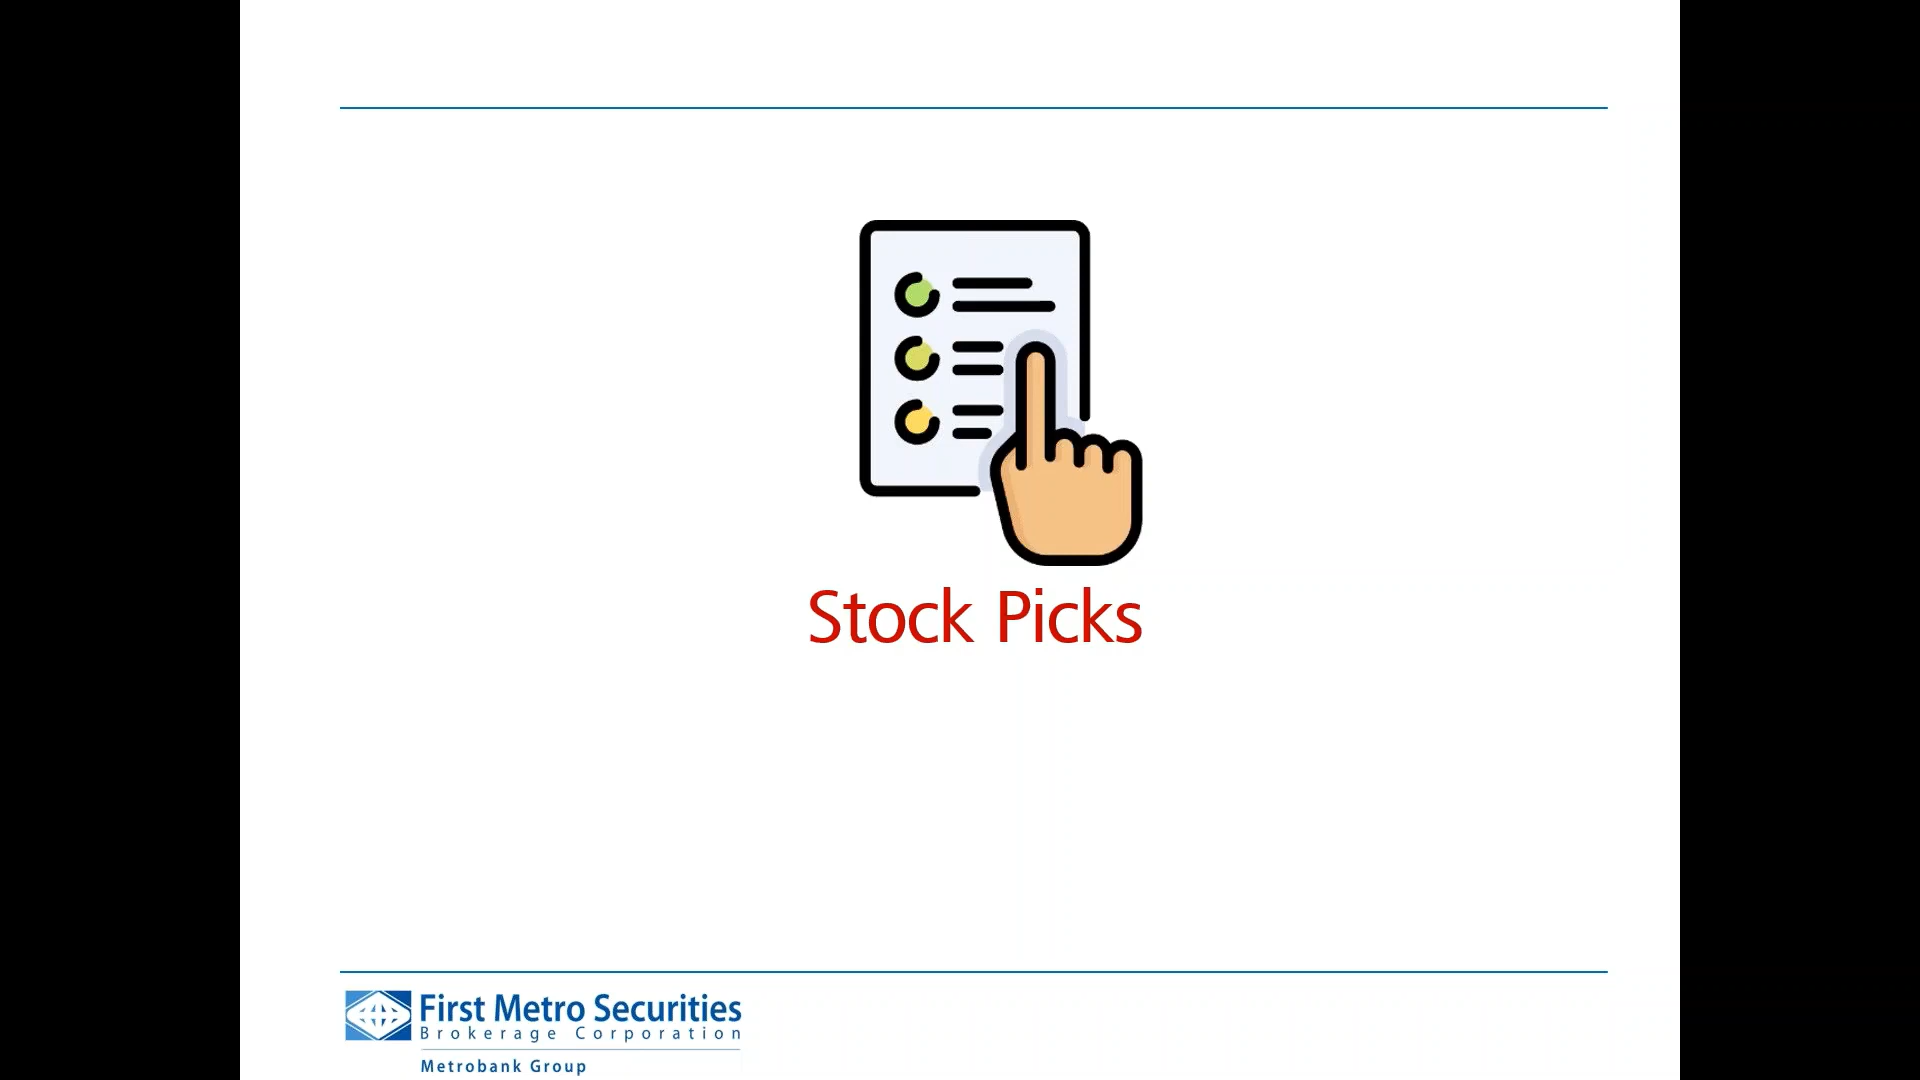 Stock Picks
First Metro Securities
Brokerage Corporation
Metrobank Group